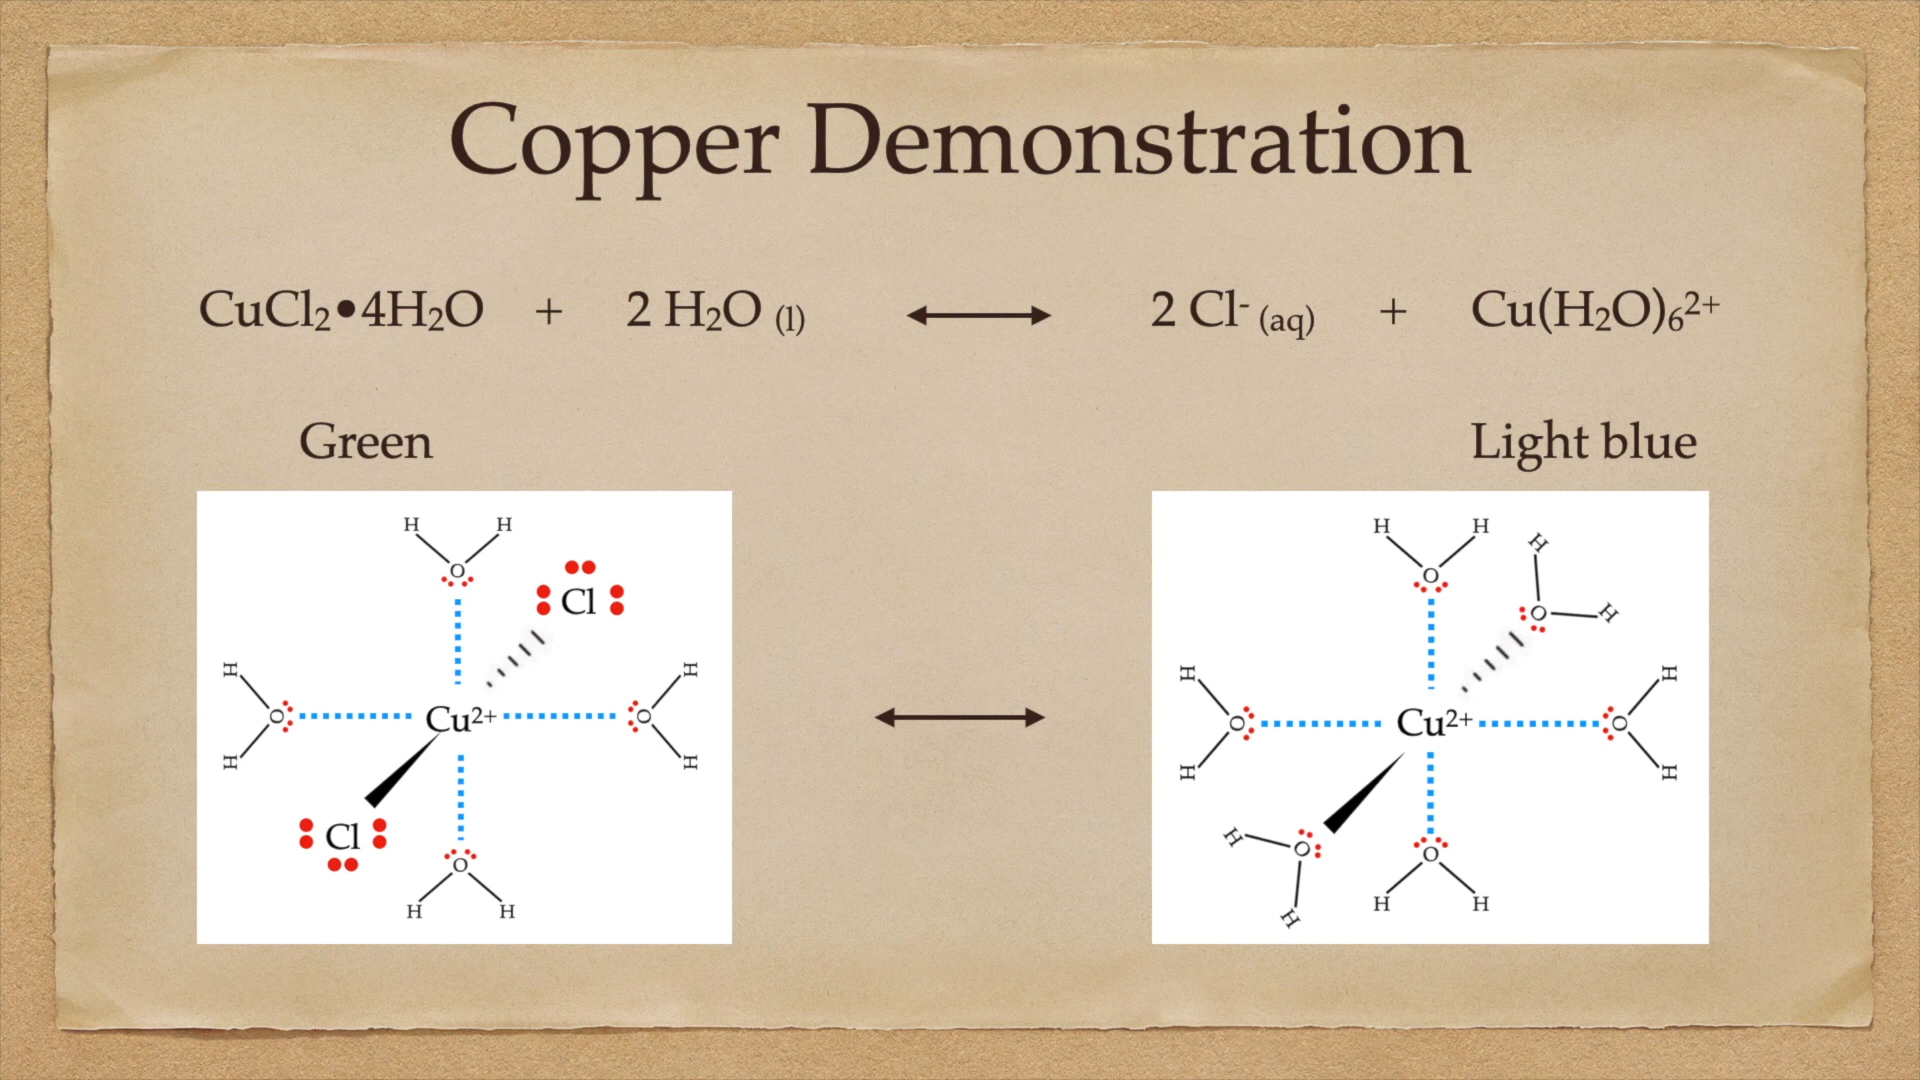 Copper Demonstration
CuCl₂•4H₂O + 2 H₂O (l) ⟷ 2 Cl⁻ (aq) + Cu(H₂O)₆²⁺
Green Light blue
H H H H H
O Cl O
H H O H H H
O Cu²⁺ O O Cu²⁺ O
H H H H
Cl O H O O
H H H H H